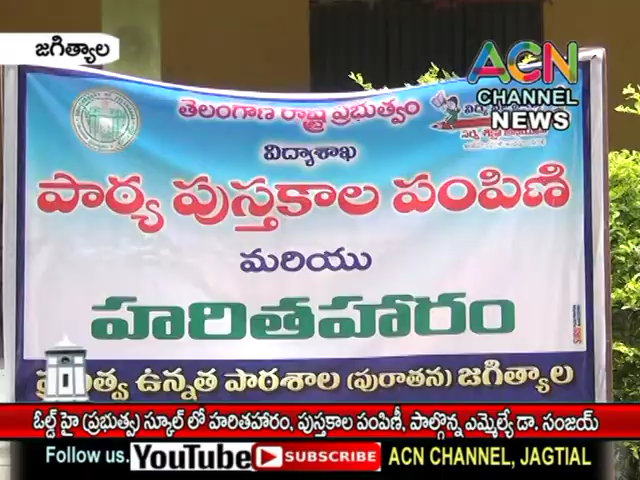 జగిత్యాల
ACN
CHANNEL
NEWS
తెలంగాణ రాష్ట్ర ప్రభుత్వం
విద్యాశాఖ
పాఠ్య పుస్తకాల పంపిణి
మరియు
హరితహారం
ఉన్నత పాఠశాల (పురాతన) జగిత్యాల
ఓల్డ్ హై (ప్రభుత్వ) స్కూల్ లో హరితహారం, పుస్తకాల పంపిణీ, పాల్గొన్న ఎమ్మెల్యే డా. సంజయ్
Follow us. YouTube SUBSCRIBE ACN CHANNEL, JAGTIAL